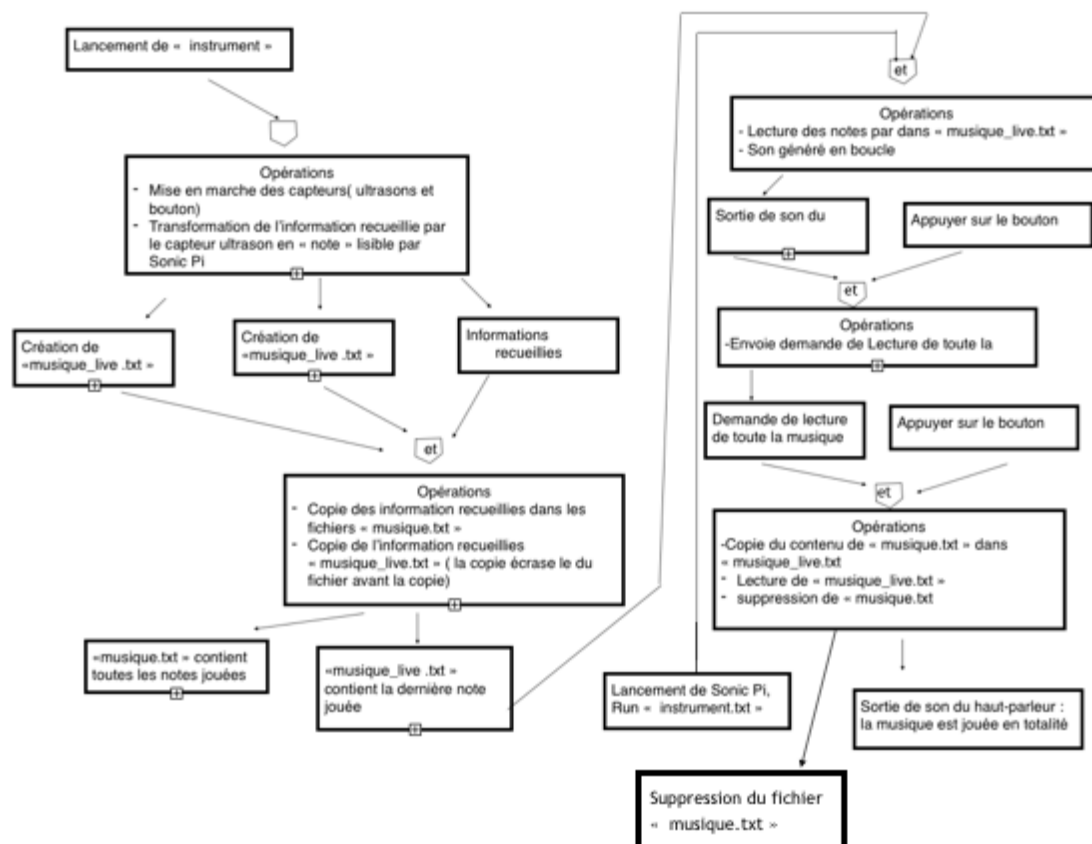 Lancement de « instrument »
Opérations
- Mise en marche des capteurs( ultrasons et
bouton)
- Transformation de l'information recueillie par
le capteur ultrason en « note » lisible par
Sonic Pi
Création de
«musique_live .txt »
Création de
«musique_live .txt »
Informations
recueillies
et
Opérations
- Copie des information recueillies dans les
fichiers « musique.txt »
- Copie de l'information recueillies
« musique_live.txt » ( la copie écrase le du
fichier avant la copie)
«musique.txt » contient
toutes les notes jouées
«musique_live .txt »
contient la dernière note
jouée
et
Opérations
- Lecture des notes par dans « musique_live.txt »
- Son généré en boucle
Sortie de son du
Appuyer sur le bouton
et
Opérations
-Envoie demande de Lecture de toute la
Demande de lecture
de toute la musique
Appuyer sur le bouton
et
Opérations
-Copie du contenu de « musique.txt » dans
« musique_live.txt
- Lecture de « musique_live.txt »
- suppression de « musique.txt
Lancement de Sonic Pi,
Run « instrument.txt »
Sortie de son du haut-parleur :
la musique est jouée en totalité
Suppression du fichier
« musique.txt »